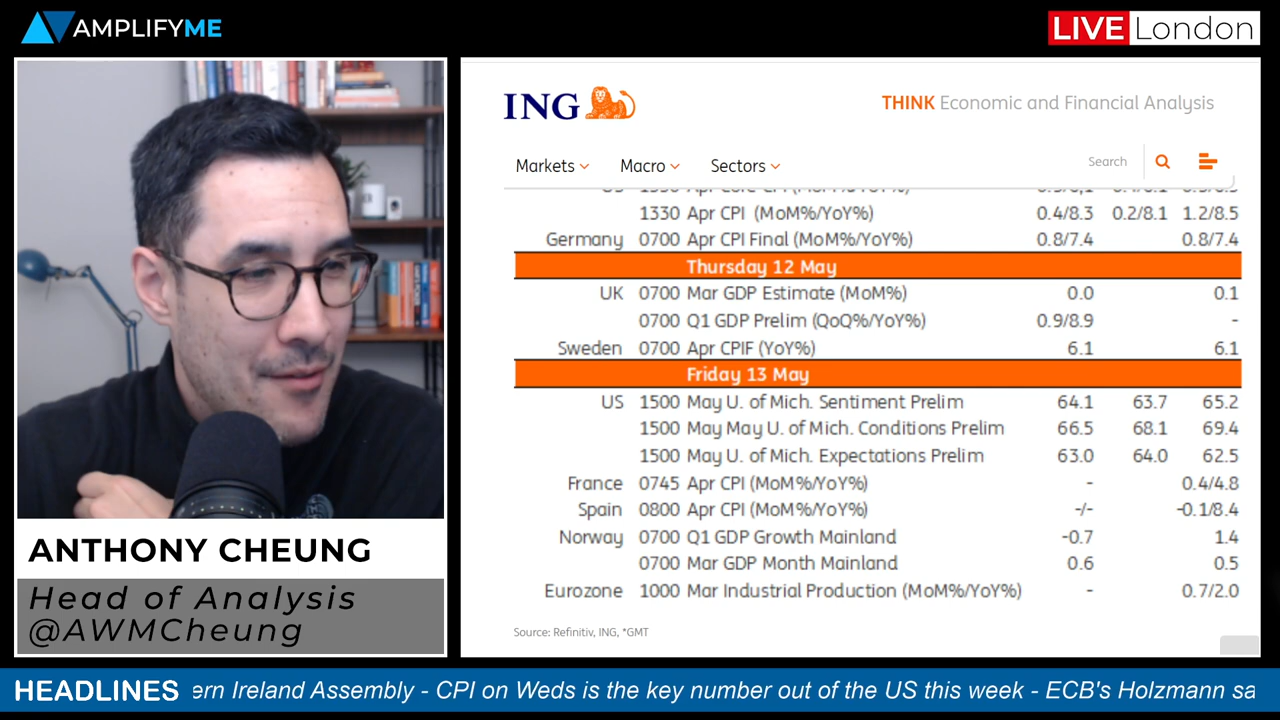 AMPLIFYME
LIVE London
ING
THINK Economic and Financial Analysis
Markets Macro Sectors
Search
1330 Apr CPI (MoM%/YoY%) 0.4/8.3 0.2/8.1 1.2/8.5
Germany 0700 Apr CPI Final (MoM%/YoY%) 0.8/7.4 0.8/7.4
Thursday 12 May
UK 0700 Mar GDP Estimate (MoM%) 0.0 0.1
0700 Q1 GDP Prelim (QoQ%/YoY%) 0.9/8.9 -
Sweden 0700 Apr CPIF (YoY%) 6.1 6.1
Friday 13 May
US 1500 May U. of Mich. Sentiment Prelim 64.1 63.7 65.2
1500 May May U. of Mich. Conditions Prelim 66.5 68.1 69.4
1500 May U. of Mich. Expectations Prelim 63.0 64.0 62.5
France 0745 Apr CPI (MoM%/YoY%) - 0.4/4.8
Spain 0800 Apr CPI (MoM%/YoY%) -/- -0.1/8.4
Norway 0700 Q1 GDP Growth Mainland -0.7 1.4
0700 Mar GDP Month Mainland 0.6 0.5
Eurozone 1000 Mar Industrial Production (MoM%/YoY%) - 0.7/2.0
Source: Refinitiv, ING, *GMT
ANTHONY CHEUNG
Head of Analysis
@AWMCheung
HEADLINES ern Ireland Assembly - CPI on Weds is the key number out of the US this week - ECB's Holzmann sa